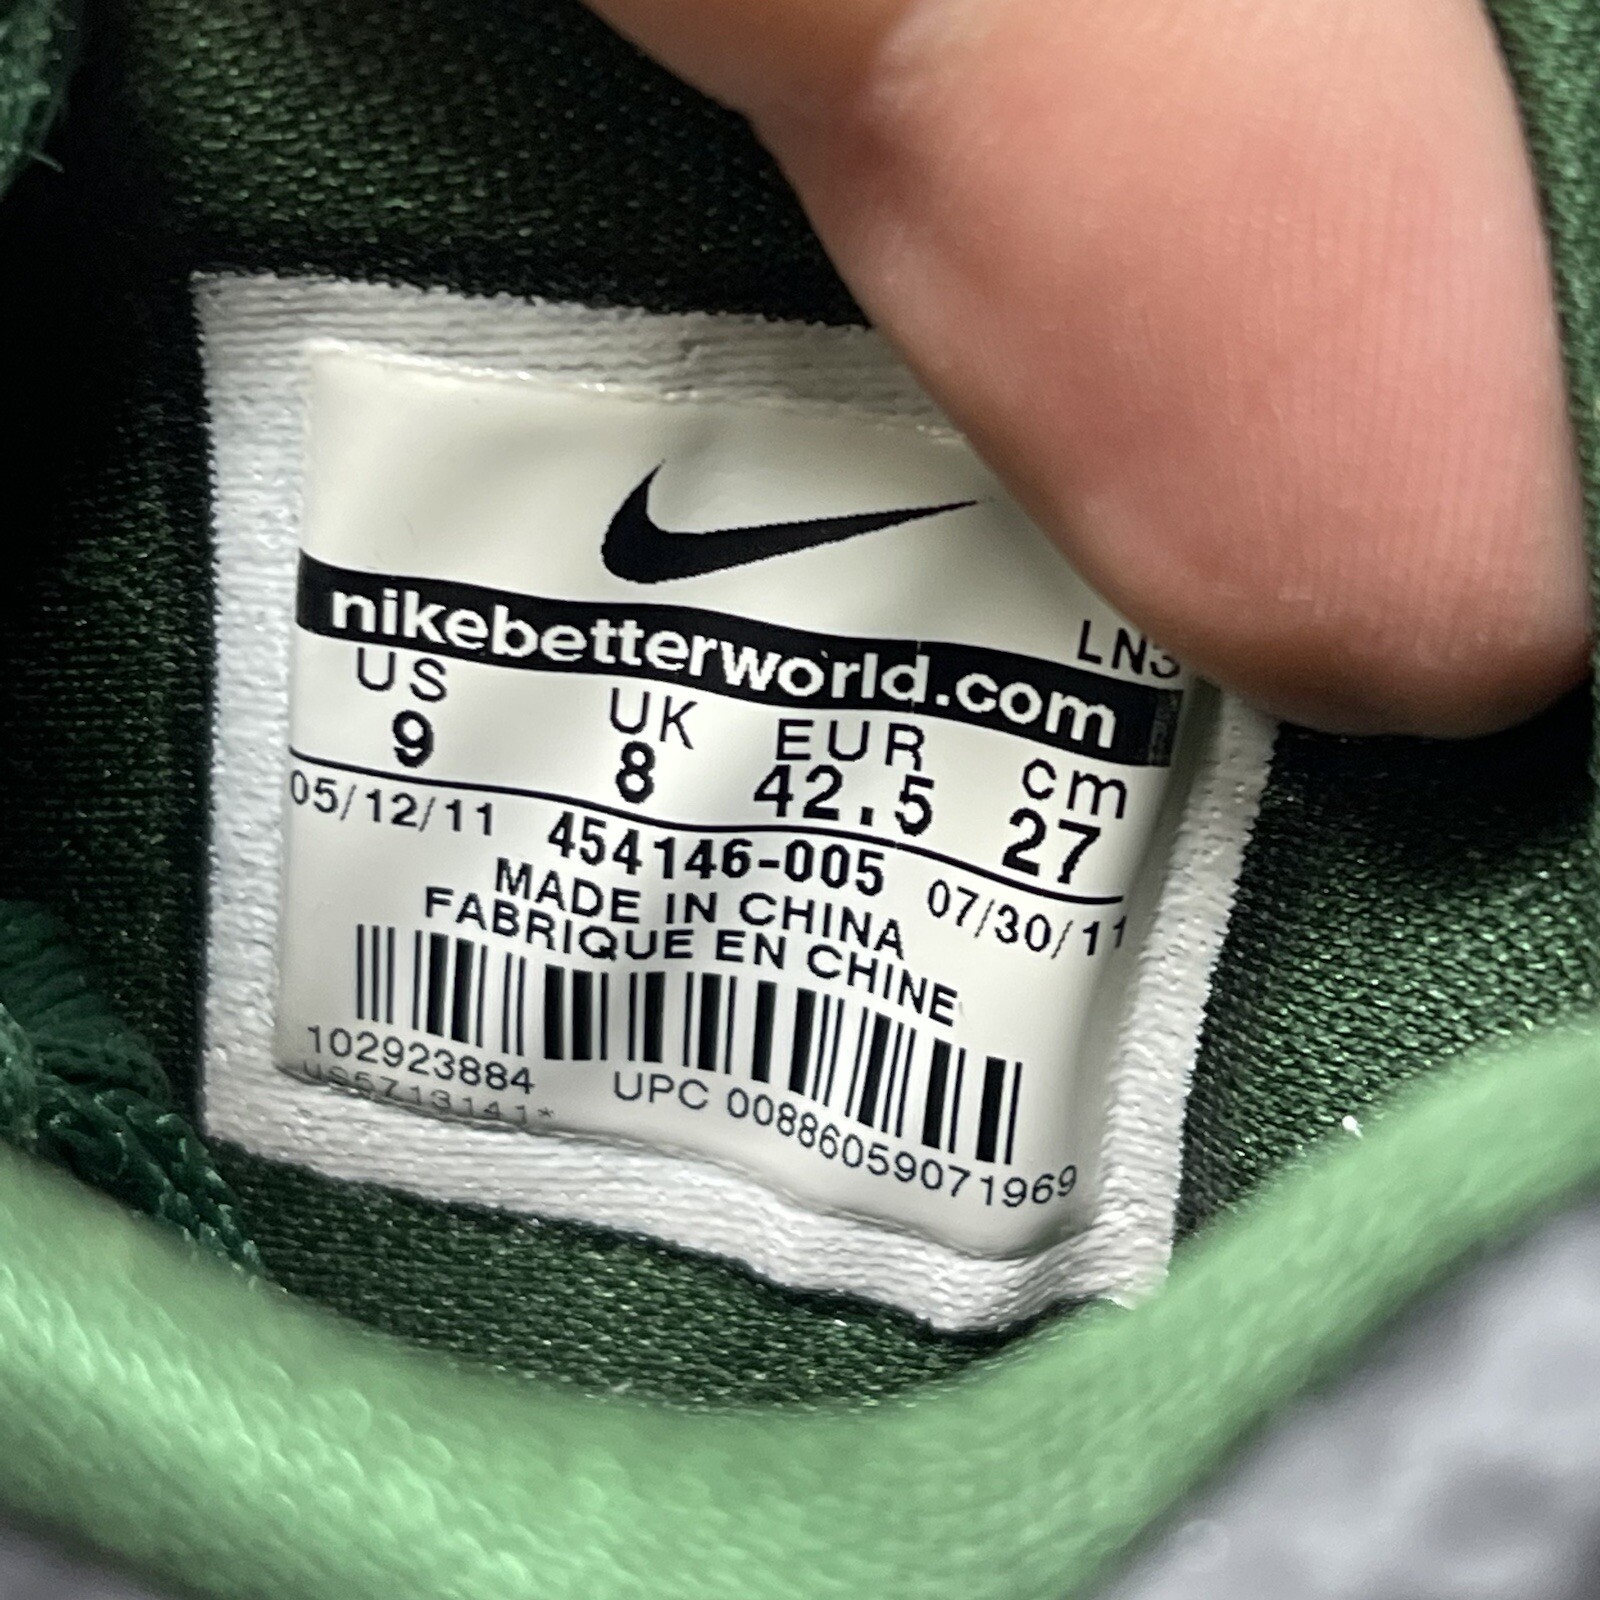 LN3
nikebetterworld.com
US UK EUR cm
9 8 42.5 27
05/12/11 454146-005 07/30/11
MADE IN CHINA
FABRIQUE EN CHINE
102923884 UPC 00886059071969
US5713141*